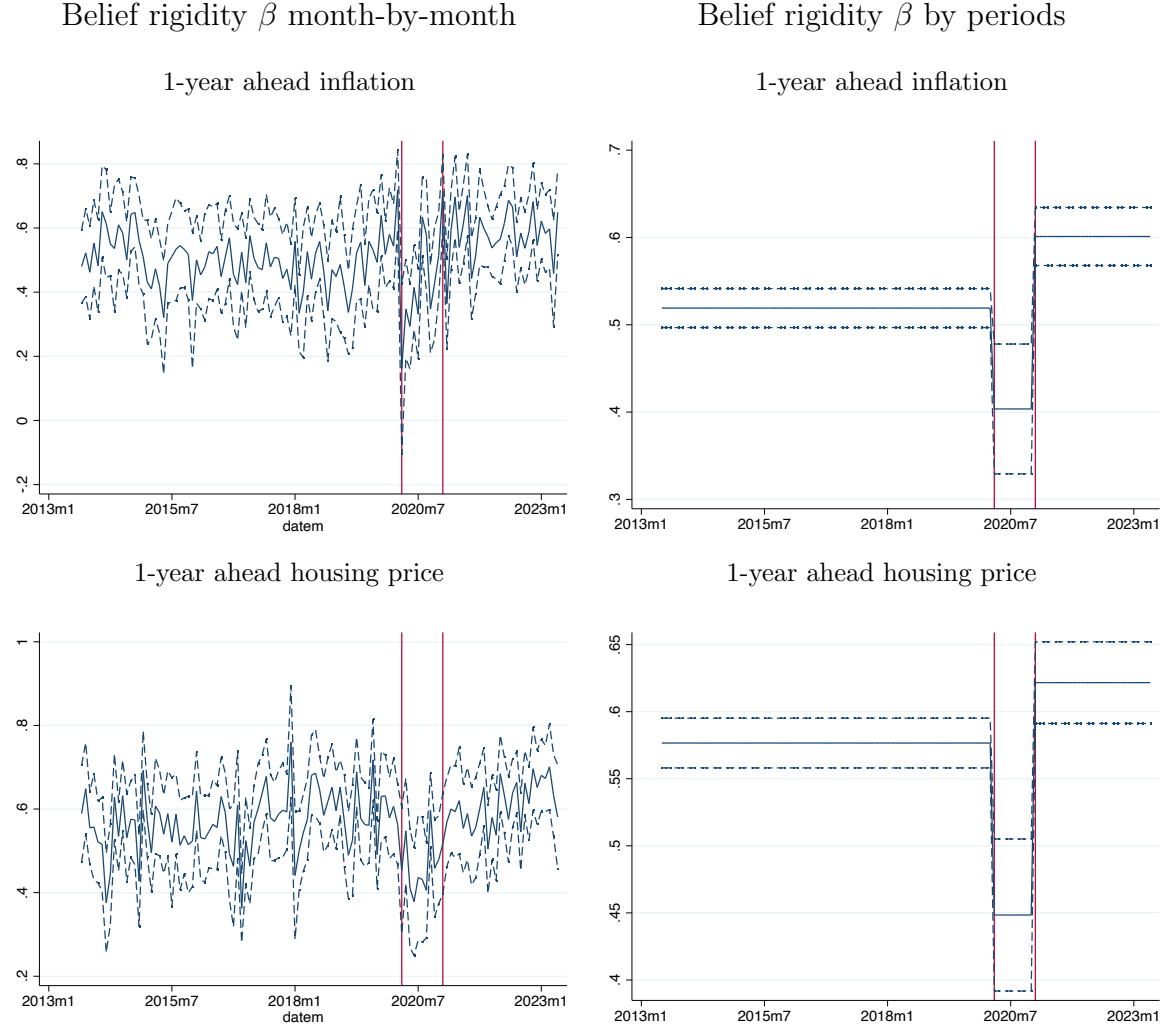 Belief rigidity β month-by-month
Belief rigidity β by periods
1-year ahead inflation
1-year ahead inflation
.8
.6
.4
.2
0
-.2
2013m1
2015m7
2018m1
2020m7
2023m1
datem
.7
.6
.5
.4
.3
2013m1
2015m7
2018m1
2020m7
2023m1
1-year ahead housing price
1-year ahead housing price
1
.8
.6
.4
.2
2013m1
2015m7
2018m1
2020m7
2023m1
datem
.65
.6
.55
.5
.45
.4
2013m1
2015m7
2018m1
2020m7
2023m1